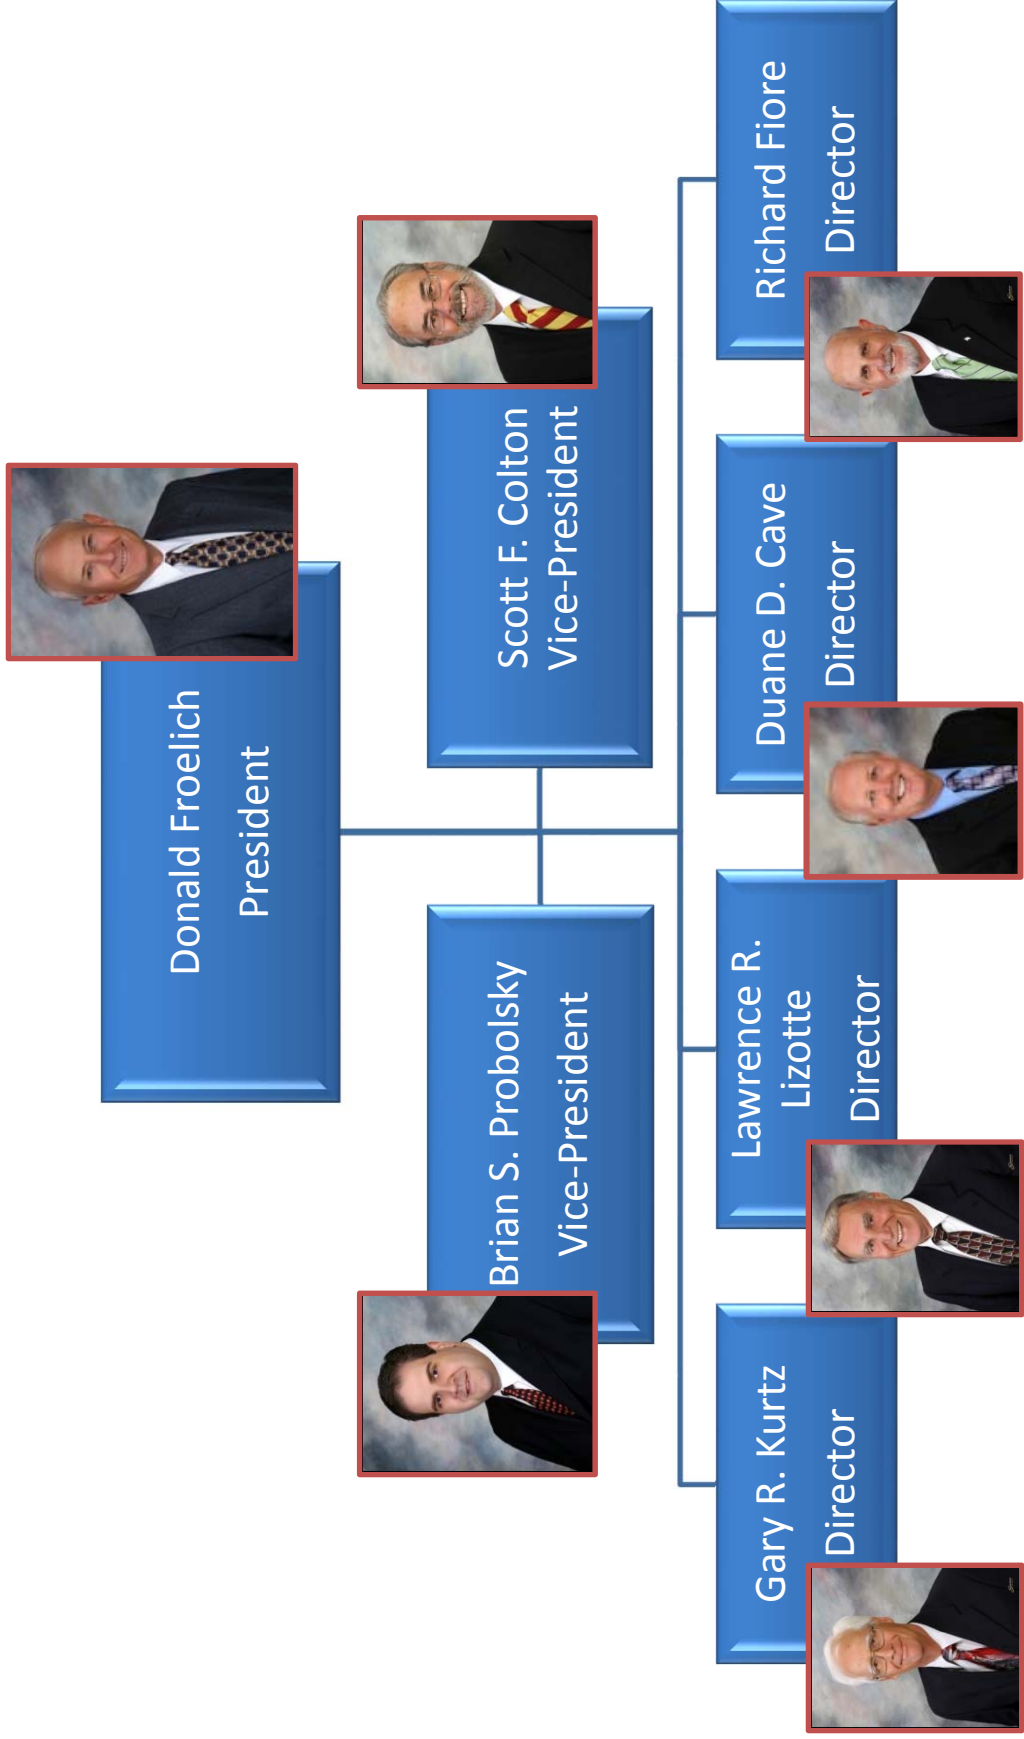 Donald Froelich
President
Brian S. Probolsky
Vice-President
Scott F. Colton
Vice-President
Gary R. Kurtz
Director
Lawrence R.
Lizotte
Director
Duane D. Cave
Director
Richard Fiore
Director